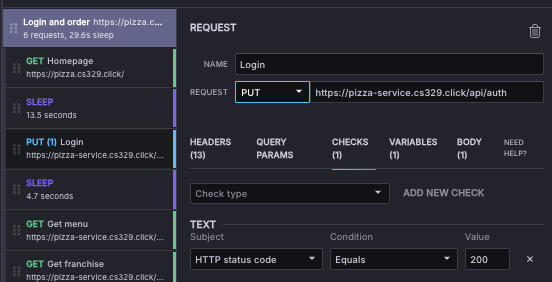 Login and order https://pizza.c...
6 requests, 29.6s sleep
GET Homepage
https://pizza.cs329.click/
SLEEP
13.5 seconds
PUT (1) Login
https://pizza-service.cs329.click/...
SLEEP
4.7 seconds
GET Get menu
https://pizza-service.cs329.click/...
GET Get franchise
https://pizza-service.cs329.click/...
REQUEST
NAME Login
REQUEST PUT https://pizza-service.cs329.click/api/auth
HEADERS (13)
QUERY PARAMS
CHECKS (1)
VARIABLES (1)
BODY (1)
NEED HELP?
Check type ADD NEW CHECK
TEXT
Subject Condition Value
HTTP status code Equals 200 ×